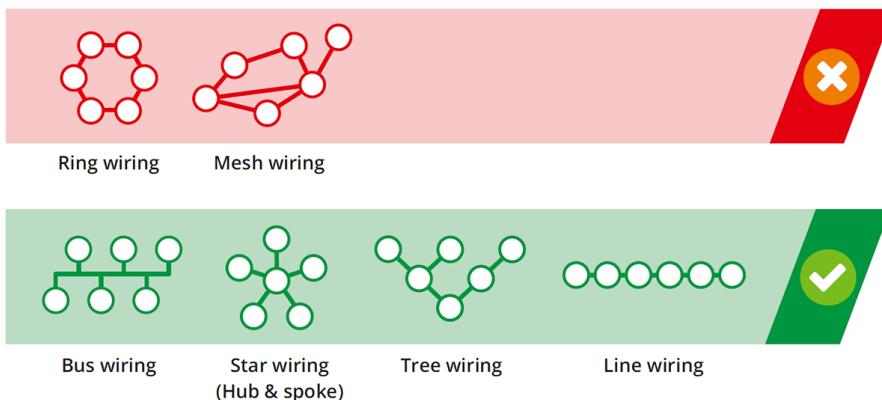 Ring wiring
Mesh wiring
Bus wiring
Star wiring
(Hub & spoke)
Tree wiring
Line wiring